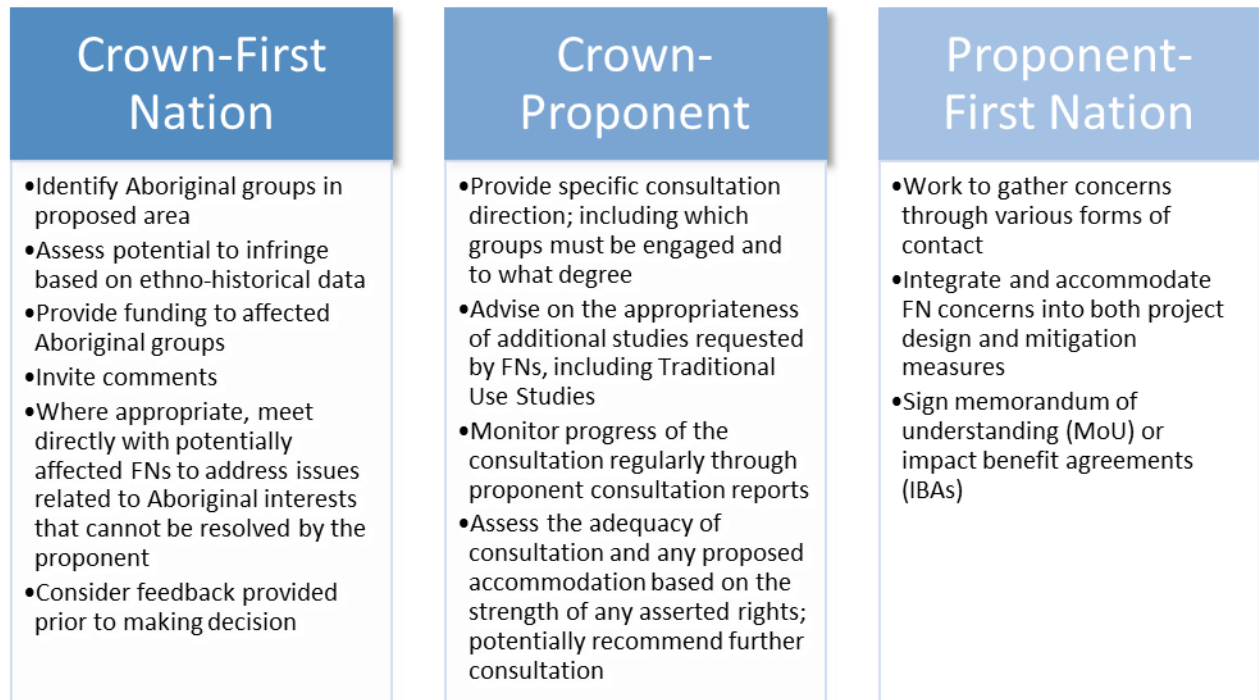 Crown-First
Nation
•Identify Aboriginal groups in
proposed area
•Assess potential to infringe
based on ethno-historical data
•Provide funding to affected
Aboriginal groups
•Invite comments
•Where appropriate, meet
directly with potentially
affected FNs to address issues
related to Aboriginal interests
that cannot be resolved by the
proponent
•Consider feedback provided
prior to making decision
Crown-
Proponent
•Provide specific consultation
direction; including which
groups must be engaged and
to what degree
•Advise on the appropriateness
of additional studies requested
by FNs, including Traditional
Use Studies
•Monitor progress of the
consultation regularly through
proponent consultation reports
•Assess the adequacy of
consultation and any proposed
accommodation based on the
strength of any asserted rights;
potentially recommend further
consultation
Proponent-
First Nation
•Work to gather concerns
through various forms of
contact
•Integrate and accommodate
FN concerns into both project
design and mitigation
measures
•Sign memorandum of
understanding (MoU) or
impact benefit agreements
(IBAs)